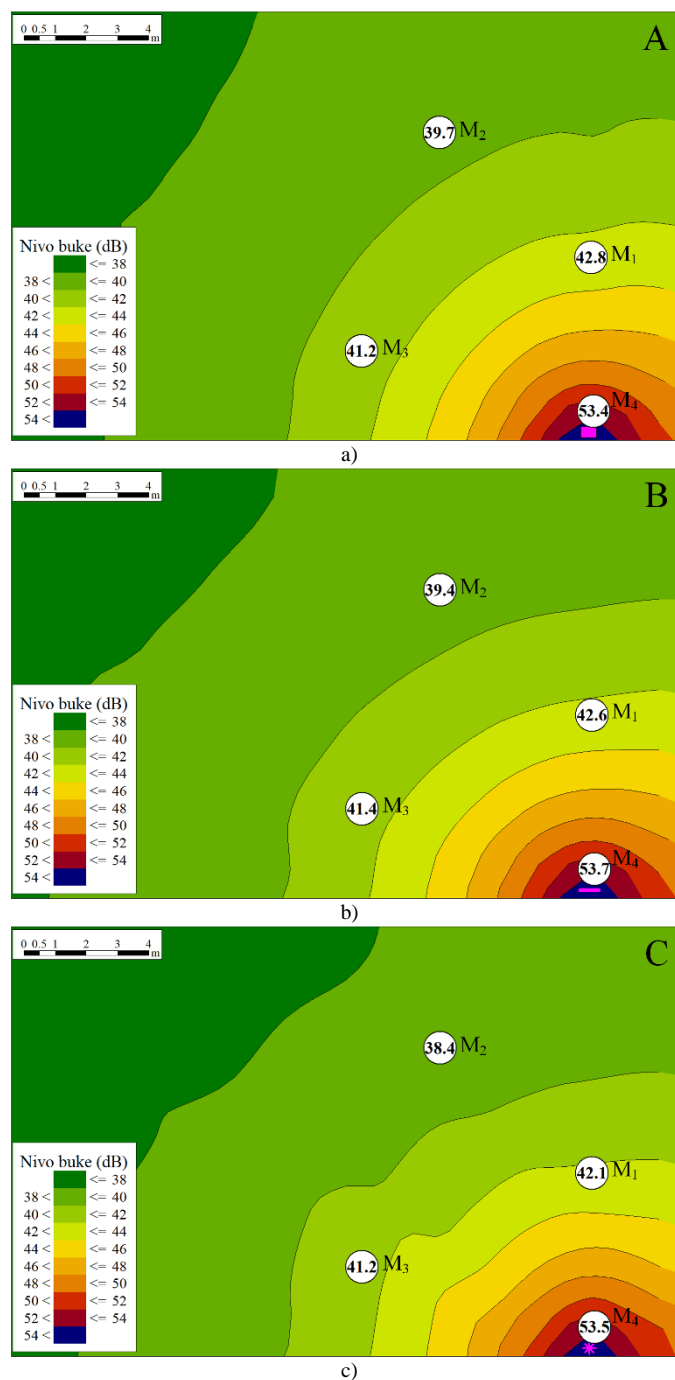 0 0.5 1 2 3 4
m
A
39.7 M₂
Nivo buke (dB)
<= 38
38 < <= 40
40 < <= 42
42 < <= 44
44 < <= 46
46 < <= 48
48 < <= 50
50 < <= 52
52 < <= 54
54 <
42.8 M₁
41.2 M₃
53.4 M₄
a)
0 0.5 1 2 3 4
m
B
39.4 M₂
Nivo buke (dB)
<= 38
38 < <= 40
40 < <= 42
42 < <= 44
44 < <= 46
46 < <= 48
48 < <= 50
50 < <= 52
52 < <= 54
54 <
42.6 M₁
41.4 M₃
53.7 M₄
b)
0 0.5 1 2 3 4
m
C
38.4 M₂
Nivo buke (dB)
<= 38
38 < <= 40
40 < <= 42
42 < <= 44
44 < <= 46
46 < <= 48
48 < <= 50
50 < <= 52
52 < <= 54
54 <
42.1 M₁
41.2 M₃
53.5 M₄
c)